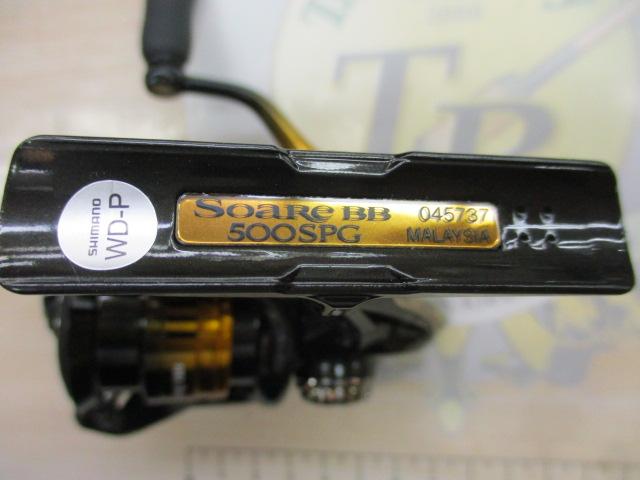 SHIMANO
WD-P
SOARE BB 045737
500SPG MALAYSIA
T